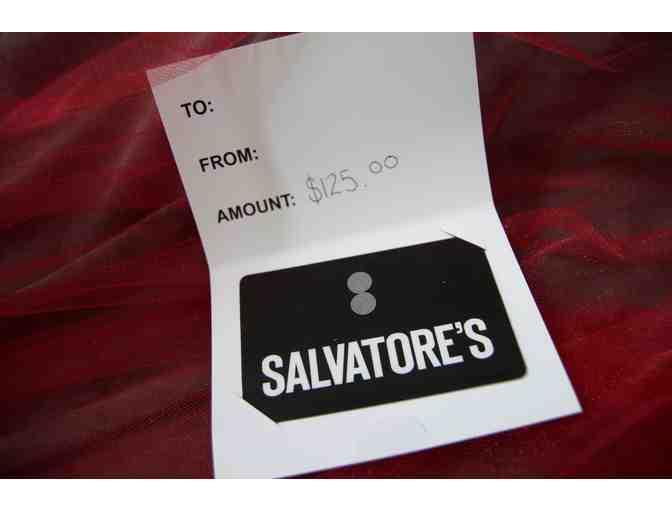 TO:
FROM:
AMOUNT: $125.00
SALVATORE'S